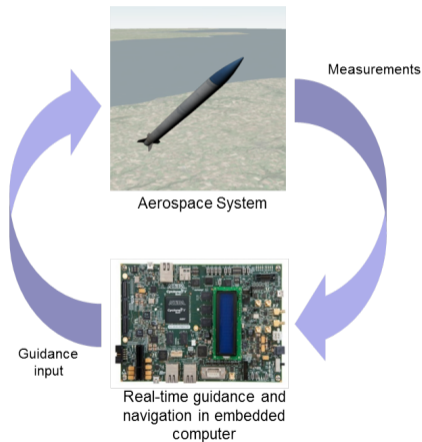 Measurements
Aerospace System
Guidance
input
Real-time guidance and
navigation in embedded
computer